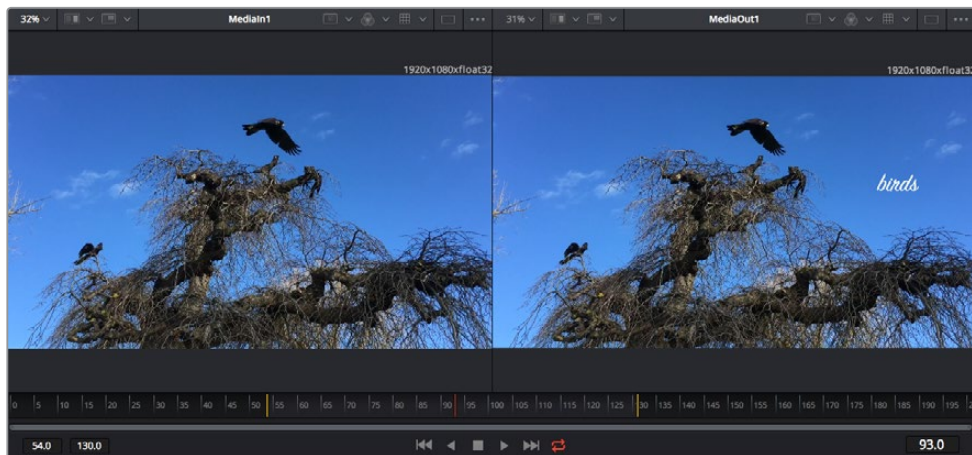 32% MediaIn1
31% MediaOut1
1920x1080xfloat32
1920x1080xfloat32
birds
0 5 10 15 20 25 30 35 40 45 50 55 60 65 70 75 80 85 90 95 100 105 110 115 120 125 30 135 140 145 150 155 160 165 170 175 180 185 190 195
54.0 130.0 93.0